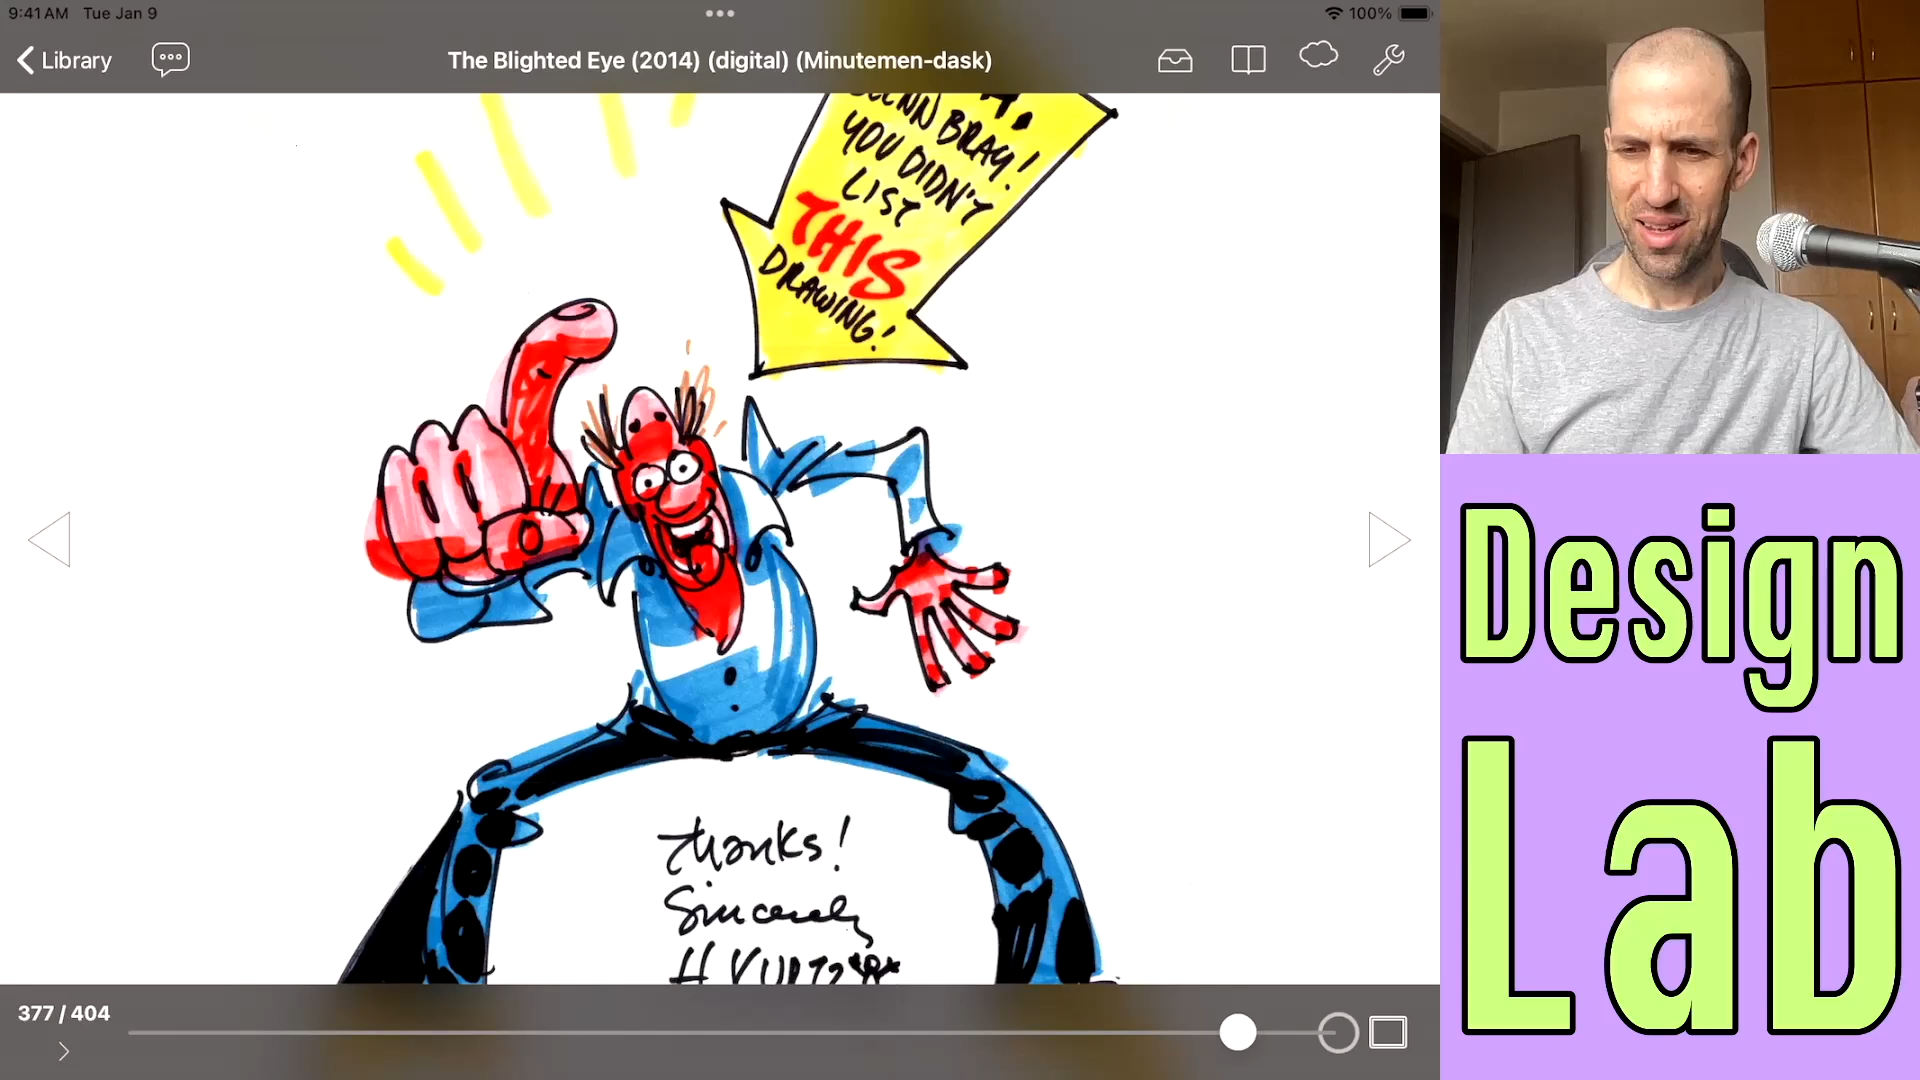 9:41 AM Tue Jan 9
100%
Library
The Blighted Eye (2014) (digital) (Minutemen-dask)
BRAY!
YOU DIDN'T
LIST
THIS
DRAWING!
thanks!
Sincerely
377 / 404
Design
Lab